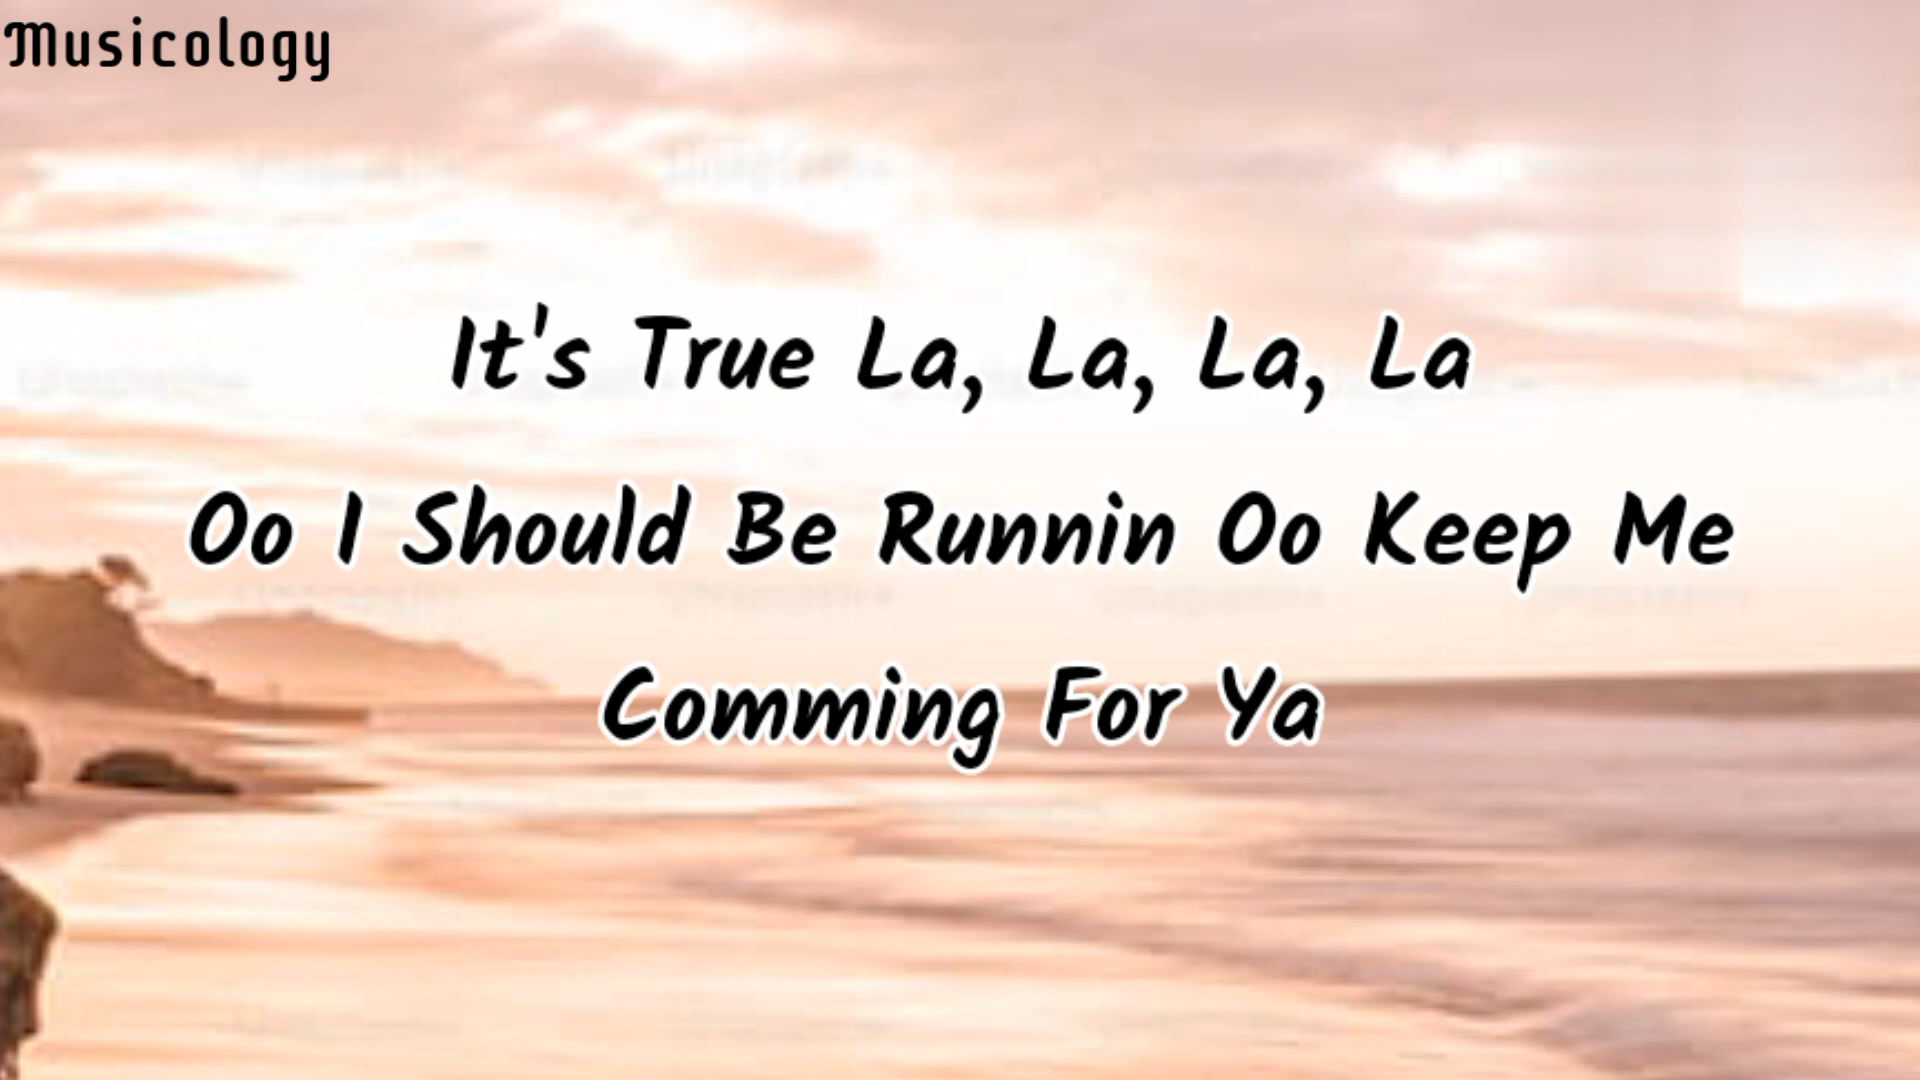 Musicology
It's True La, La, La, La
Oo I Should Be Runnin Oo Keep Me
Comming For Ya